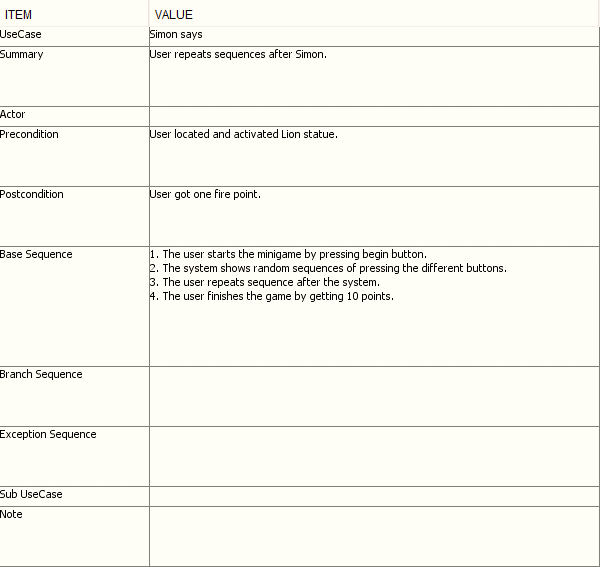 ITEM VALUE
UseCase Simon says
Summary User repeats sequences after Simon.
Actor
Precondition User located and activated Lion statue.
Postcondition User got one fire point.
Base Sequence 1. The user starts the minigame by pressing begin button.
2. The system shows random sequences of pressing the different buttons.
3. The user repeats sequence after the system.
4. The user finishes the game by getting 10 points.
Branch Sequence
Exception Sequence
Sub UseCase
Note